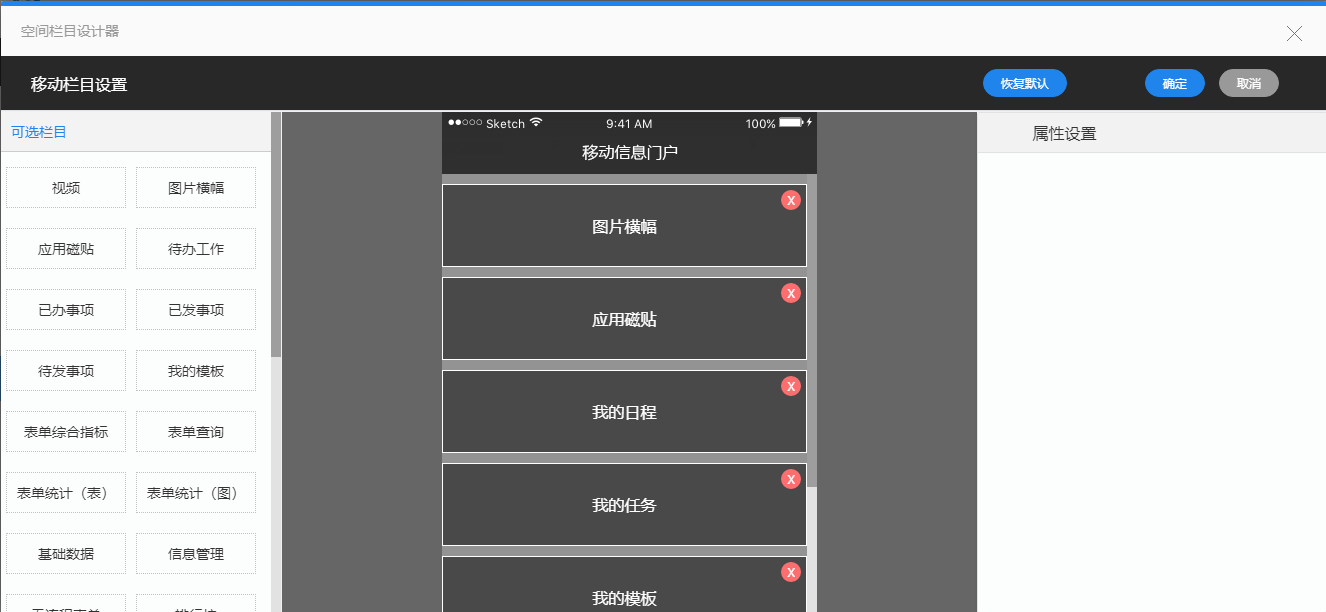 空间栏目设计器
移动栏目设置
恢复默认
确定
取消
可选栏目
视频
图片横幅
应用磁贴
待办工作
已办事项
已发事项
待发事项
我的模板
表单综合指标
表单查询
表单统计（表）
表单统计（图）
基础数据
信息管理
Sketch
9:41 AM
100%
移动信息门户
X
图片横幅
X
应用磁贴
X
我的日程
X
我的任务
X
我的模板
属性设置